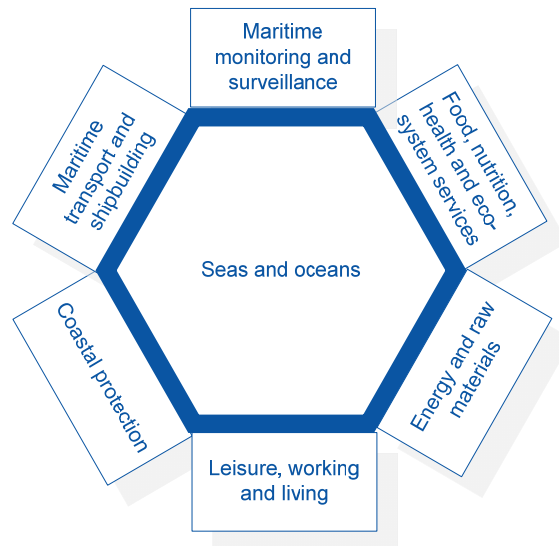 Maritime
monitoring and
surveillance
Food, nutrition,
health and eco-
system services
Energy and raw
materials
Leisure, working
and living
Coastal protection
Maritime
transport and
shipbuilding
Seas and oceans